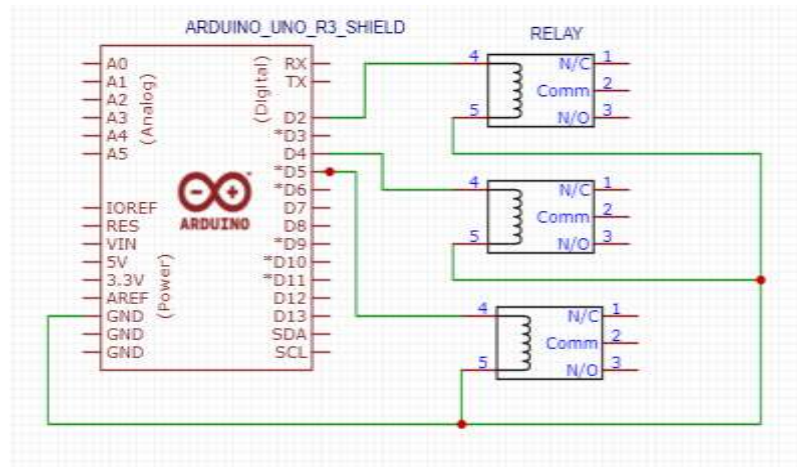 ARDUINO_UNO_R3_SHIELD
A0
A1
A2
A3
A4
A5
(Analog)
IOREF
RES
VIN
5V
3.3V
AREF
GND
GND
GND
(Power)
ARDUINO
(Digital)
RX
TX
D2
*D3
D4
*D5
*D6
D7
D8
*D9
*D10
*D11
D12
D13
SDA
SCL
RELAY
4 N/C 1
Comm 2
5 N/O 3
4 N/C 1
Comm 2
5 N/O 3
4 N/C 1
Comm 2
5 N/O 3